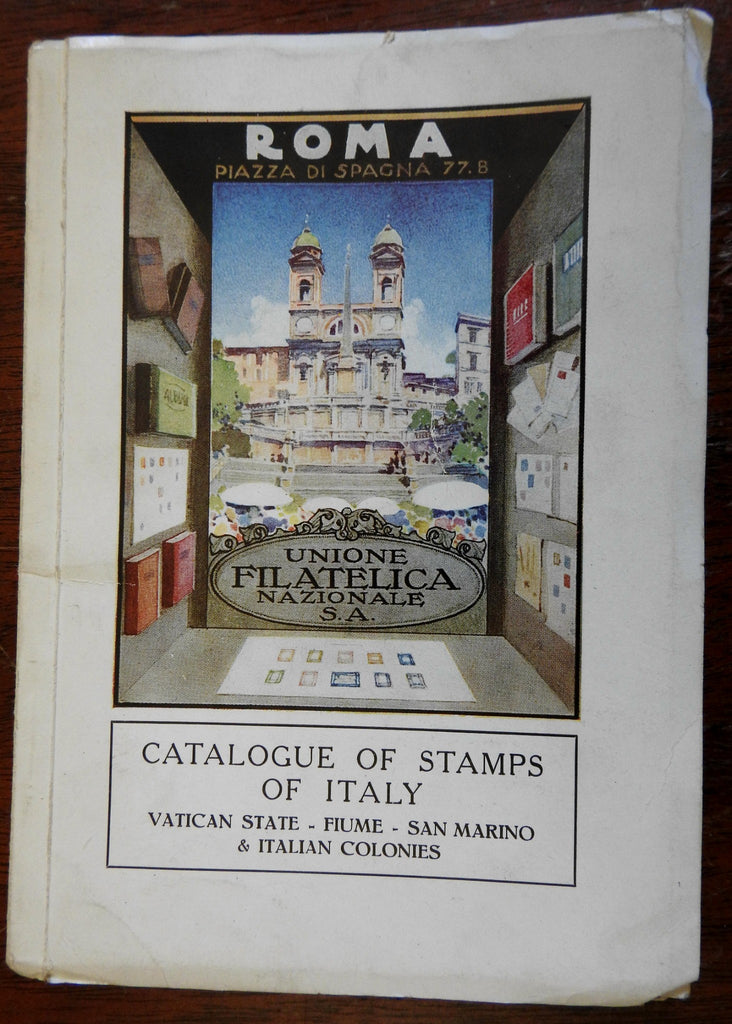 ROMA
PIAZZA DI SPAGNA 77.B
ALBUM
UNIONE
FILATELICA
NAZIONALE
S.A.
CATALOGUE OF STAMPS
OF ITALY
VATICAN STATE - FIUME - SAN MARINO
& ITALIAN COLONIES